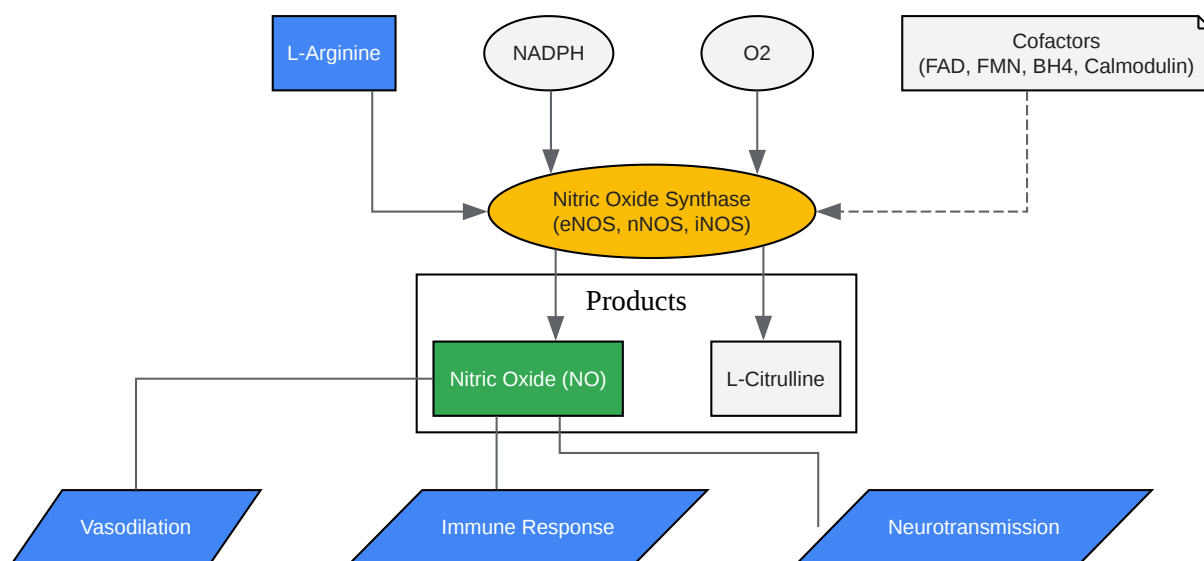 L-Arginine
NADPH
O2
Cofactors
(FAD, FMN, BH4, Calmodulin)
Nitric Oxide Synthase
(eNOS, nNOS, iNOS)
Products
Nitric Oxide (NO)
L-Citrulline
Vasodilation
Immune Response
Neurotransmission